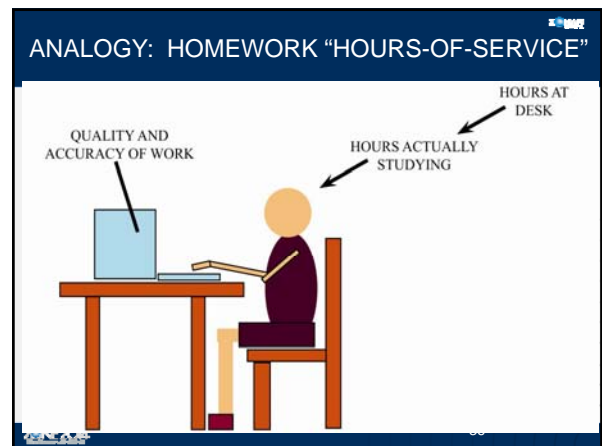 ANALOGY: HOMEWORK “HOURS-OF-SERVICE”
HOURS AT
DESK
QUALITY AND
ACCURACY OF WORK
HOURS ACTUALLY
STUDYING